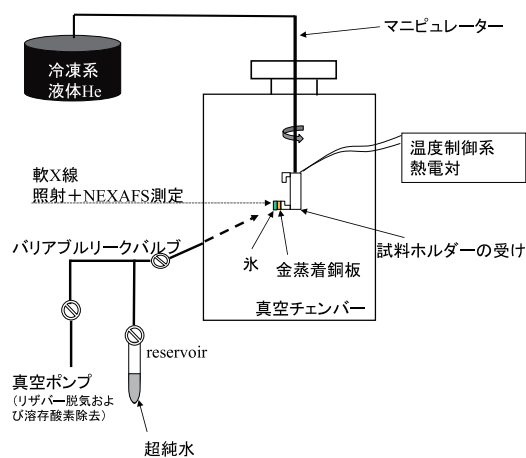 マニピュレーター
冷凍系
液体He
温度制御系
熱電対
軟X線
照射+NEXAFS測定
バリアブルリークバルブ
氷
金蒸着銅板
試料ホルダーの受け
真空チェンバー
reservoir
真空ポンプ
(リザバー脱気およ
び溶存酸素除去)
超純水